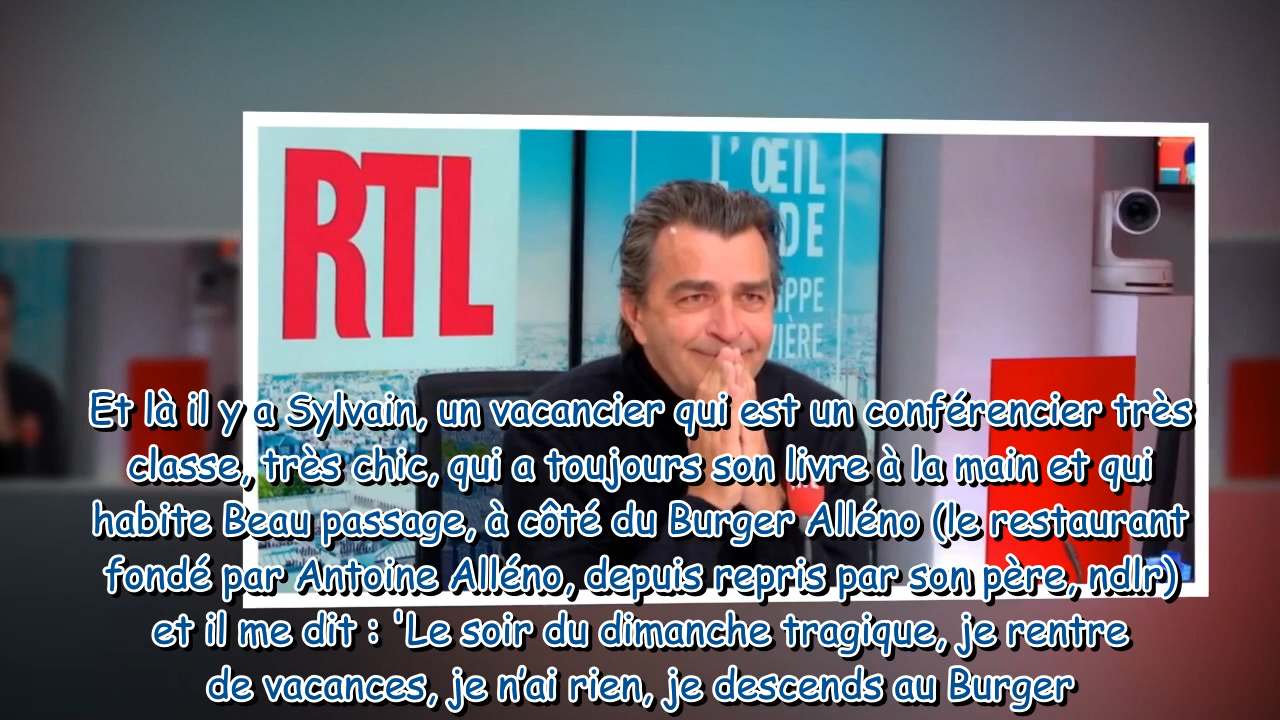 RTL
L'ŒIL
DE
IPPE
VIÈRE
Et là il y a Sylvain, un vacancier qui est un conférencier très
classe, très chic, qui a toujours son livre à la main et qui
habite Beau passage, à côté du Burger Alléno (le restaurant
fondé par Antoine Alléno, depuis repris par son père, ndlr)
et il me dit : 'Le soir du dimanche tragique, je rentre
de vacances, je n’ai rien, je descends au Burger